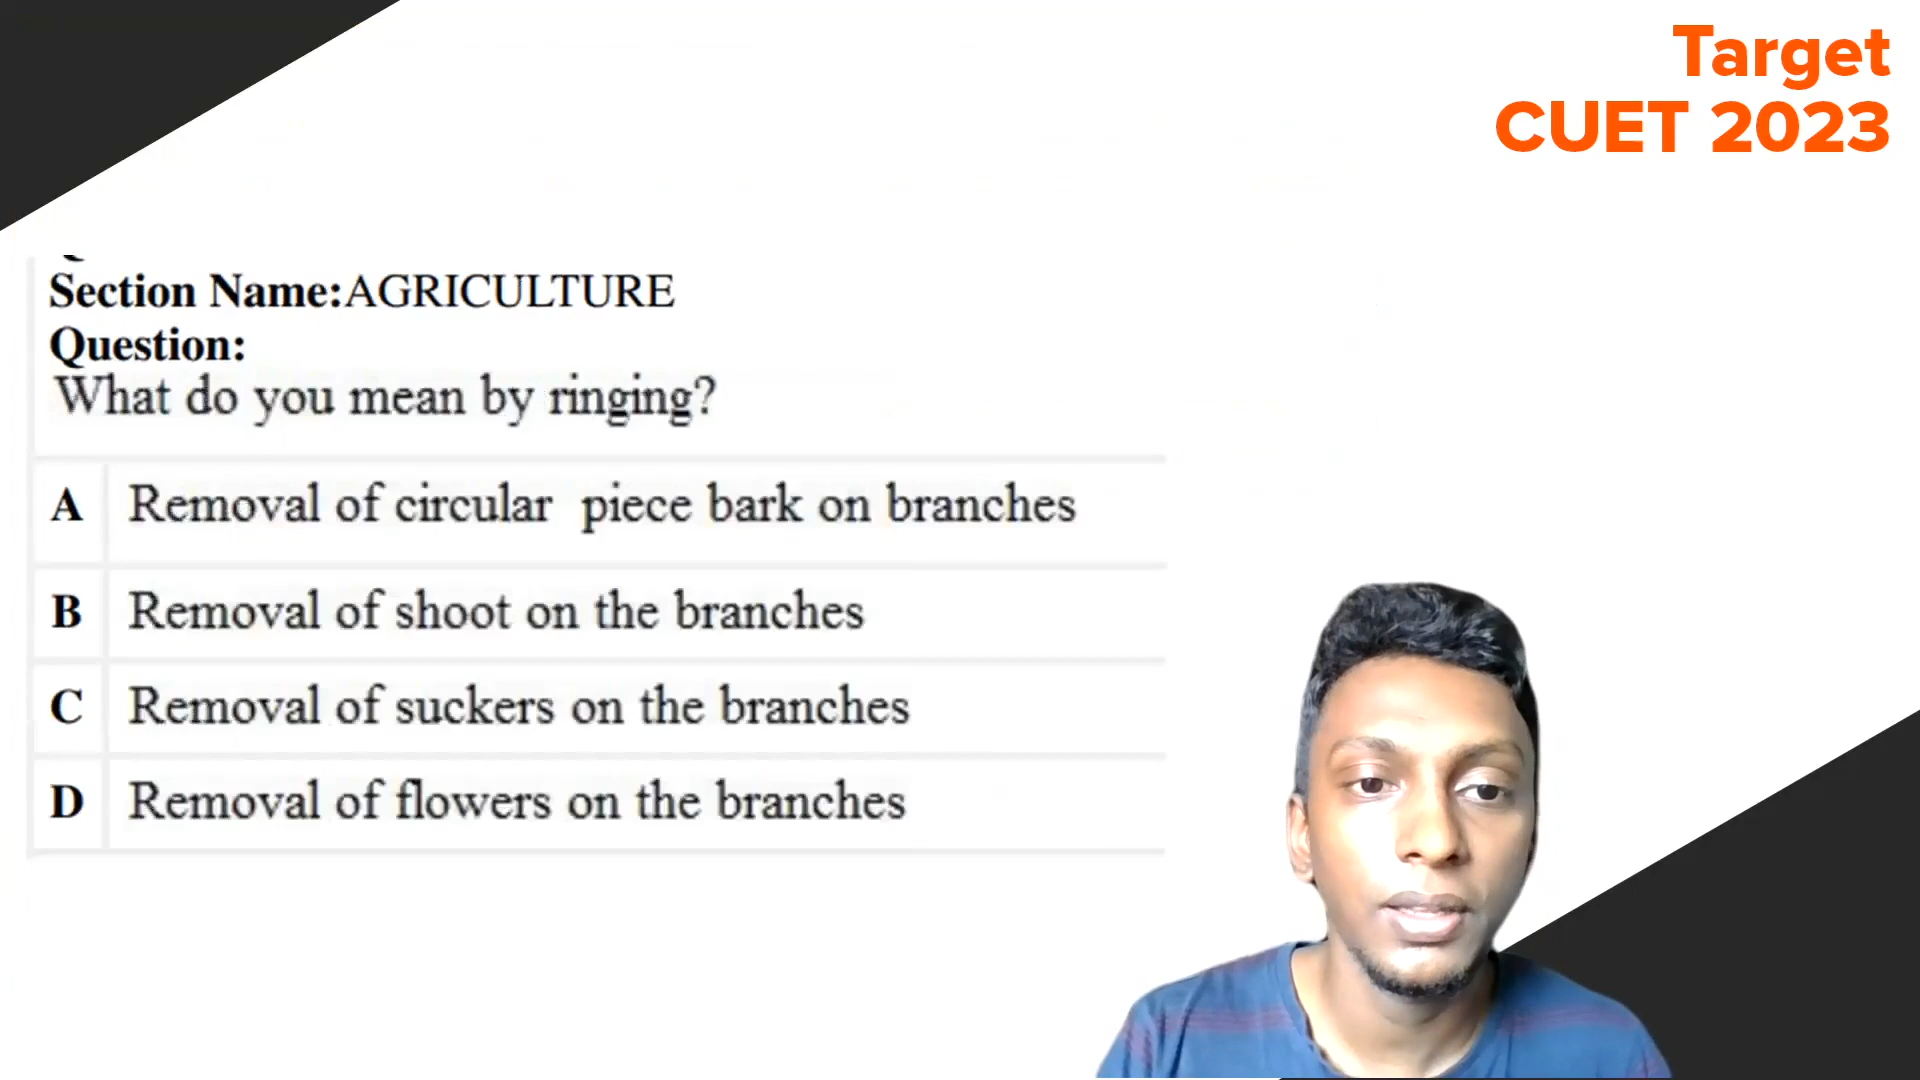 Target
CUET 2023
Section Name:AGRICULTURE
Question:
What do you mean by ringing?
A Removal of circular piece bark on branches
B Removal of shoot on the branches
C Removal of suckers on the branches
D Removal of flowers on the branches